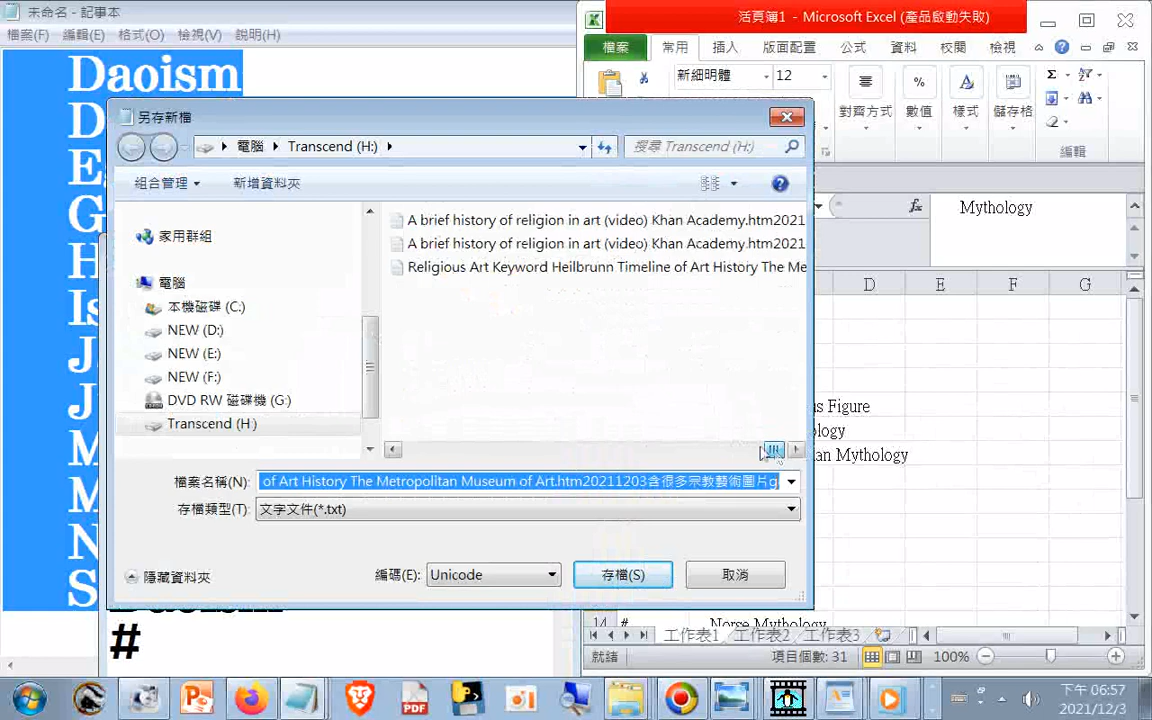 未命名 - 記事本
檔案(F) 編輯(E) 格式(O) 檢視(V) 說明(H)
Daoism
D
E
G
H
Is
J
J
M
M
N
S
#
另存新檔
電腦 Transcend (H:)
搜尋 Transcend (H:)
組合管理 新增資料夾
家用群組
電腦
本機磁碟 (C:)
NEW (D:)
NEW (E:)
NEW (F:)
DVD RW 磁碟機 (G:)
Transcend (H:)
A brief history of religion in art (video) Khan Academy.htm2021
A brief history of religion in art (video) Khan Academy.htm2021
Religious Art Keyword Heilbrunn Timeline of Art History The Me
檔案名稱(N): of Art History The Metropolitan Museum of Art.htm20211203含很多宗教藝術圖片g
存檔類型(T): 文字文件(*.txt)
隱藏資料夾
編碼(E): Unicode
存檔(S)
取消
活頁簿1 - Microsoft Excel (產品啟動失敗)
檔案 常用 插入 版面配置 公式 資料 校閱 檢視
新細明體 12
對齊方式 數值 樣式 儲存格
編輯
fx Mythology
D E F G
us Figure
ology
an Mythology
14 # Norse Mythology
工作表1 工作表2 工作表3
就緒 項目個數: 31 100%
PDF
下午 06:57
2021/12/3